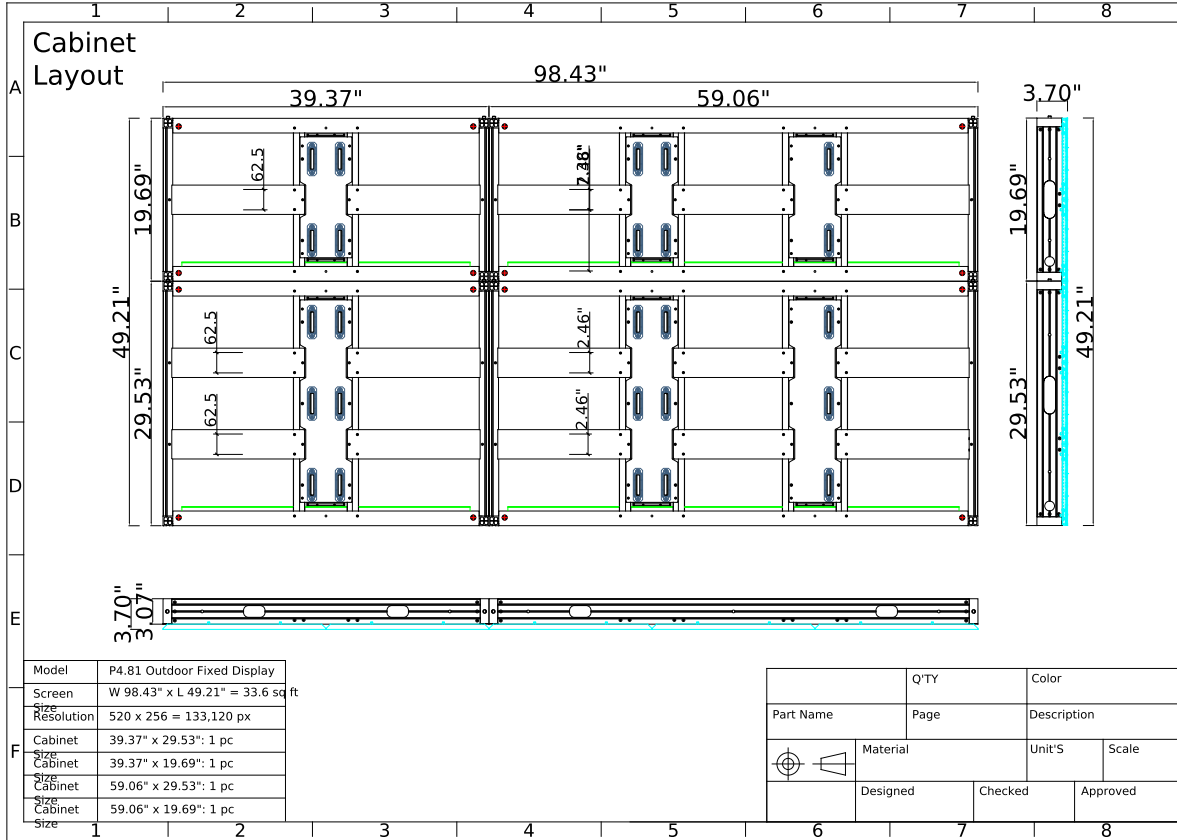 1 2 3 4 5 6 7 8
Cabinet
Layout
98.43"
39.37" 59.06" 3.70"
A
B
C
D
E
F
19.69" 62.5 2.46" 19.69"
49.21" 62.5 2.46" 49.21"
29.53" 62.5 2.46" 29.53"
3.70" 3.07"
Model P4.81 Outdoor Fixed Display
Screen Size W 98.43" x L 49.21" = 33.6 sq ft
Resolution 520 x 256 = 133,120 px
Cabinet Size 39.37" x 29.53": 1 pc
Cabinet Size 39.37" x 19.69": 1 pc
Cabinet Size 59.06" x 29.53": 1 pc
Cabinet Size 59.06" x 19.69": 1 pc
Q'TY Color
Part Name Page Description
Material Unit'S Scale
Designed Checked Approved
1 2 3 4 5 6 7 8